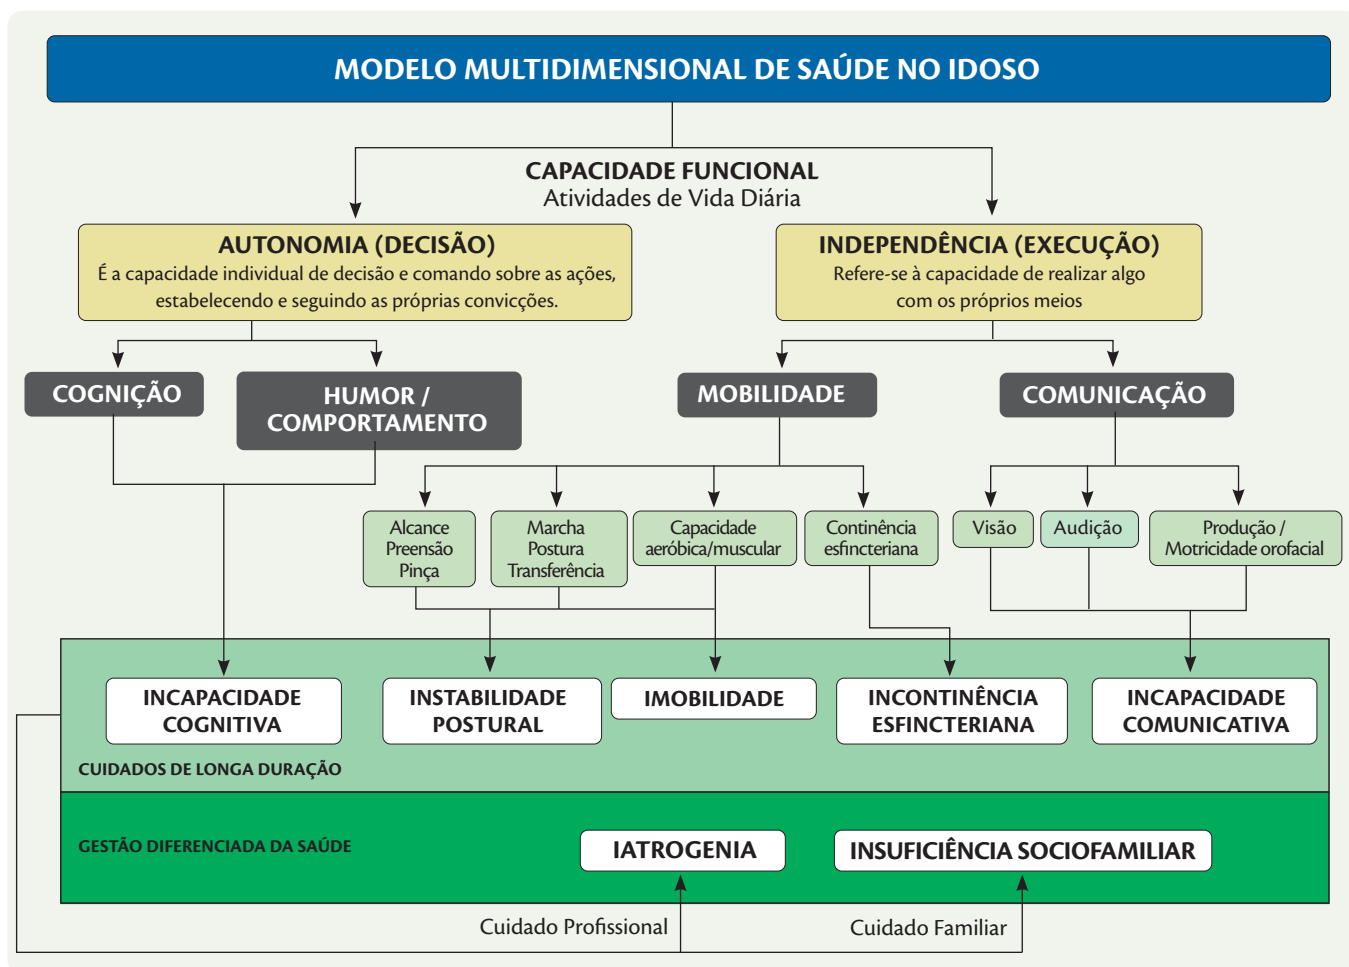 MODELO MULTIDIMENSIONAL DE SAÚDE NO IDOSO
CAPACIDADE FUNCIONAL
Atividades de Vida Diária
AUTONOMIA (DECISÃO)
É a capacidade individual de decisão e comando sobre as ações,
estabelecendo e seguindo as próprias convicções.
INDEPENDÊNCIA (EXECUÇÃO)
Refere-se à capacidade de realizar algo
com os próprios meios
COGNIÇÃO
HUMOR /
COMPORTAMENTO
MOBILIDADE
COMUNICAÇÃO
Alcance
Preensão
Pinça
Marcha
Postura
Transferência
Capacidade
aeróbica/muscular
Continência
esfincteriana
Visão
Audição
Produção /
Motricidade orofacial
INCAPACIDADE
COGNITIVA
INSTABILIDADE
POSTURAL
IMOBILIDADE
INCONTINÊNCIA
ESFINCTERIANA
INCAPACIDADE
COMUNICATIVA
CUIDADOS DE LONGA DURAÇÃO
GESTÃO DIFERENCIADA DA SAÚDE
IATROGENIA
INSUFICIÊNCIA SOCIOFAMILIAR
Cuidado Profissional
Cuidado Familiar